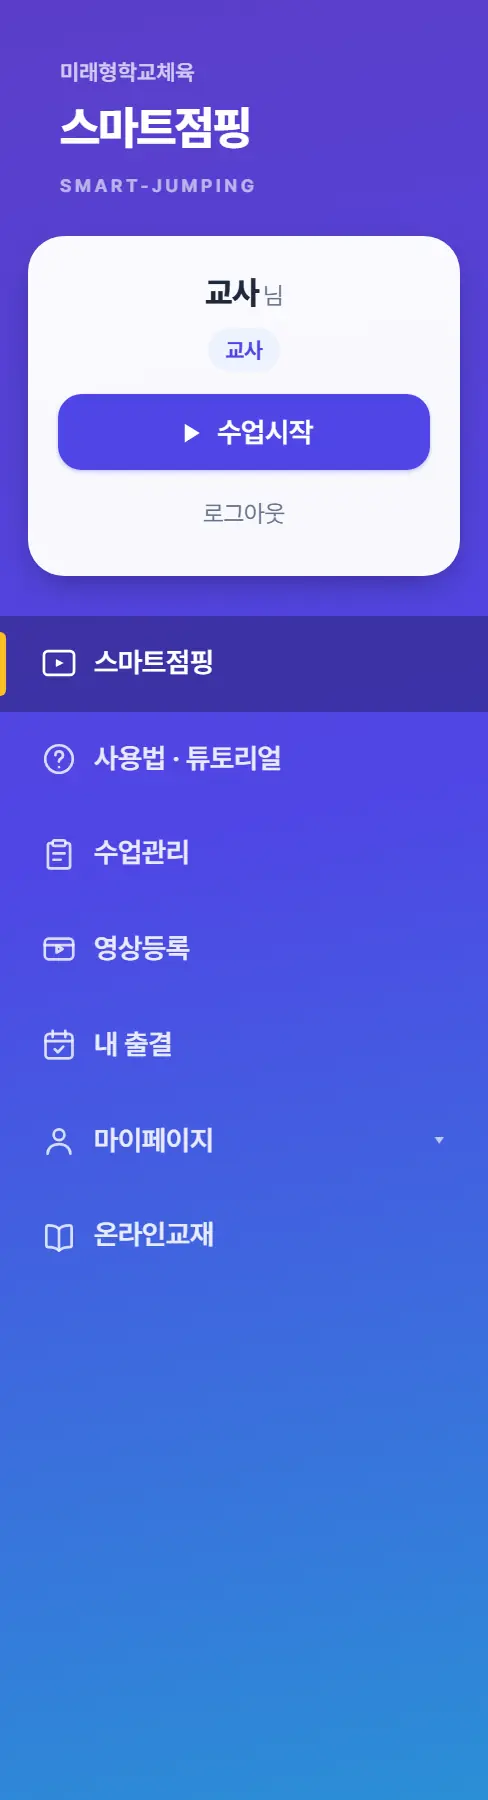 미래형학교체육
스마트점핑
SMART-JUMPING
교사 님
교사
수업시작
로그아웃
스마트점핑
사용법 · 튜토리얼
수업관리
영상등록
내 출결
마이페이지
온라인교재